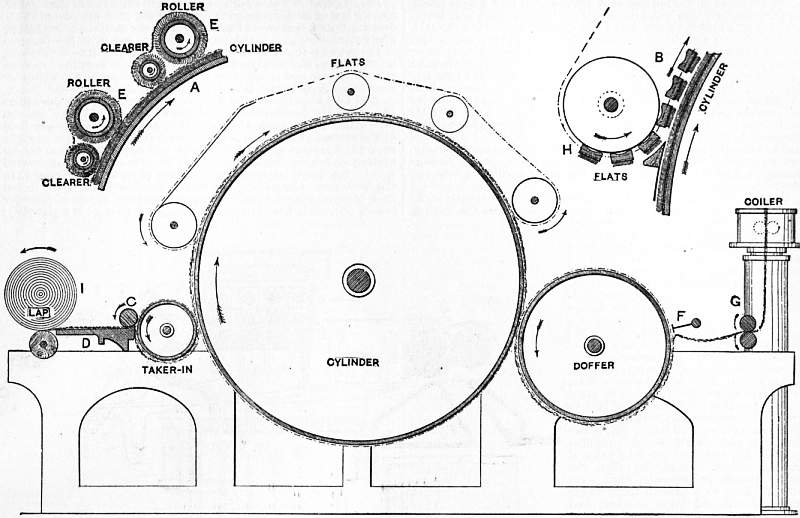 ROLLER
E
CLEARER
CYLINDER
ROLLER
E
A
CLEARER
FLATS
B
CYLINDER
H
FLATS
COILER
I
LAP
C
D
TAKER-IN
CYLINDER
DOFFER
F
G